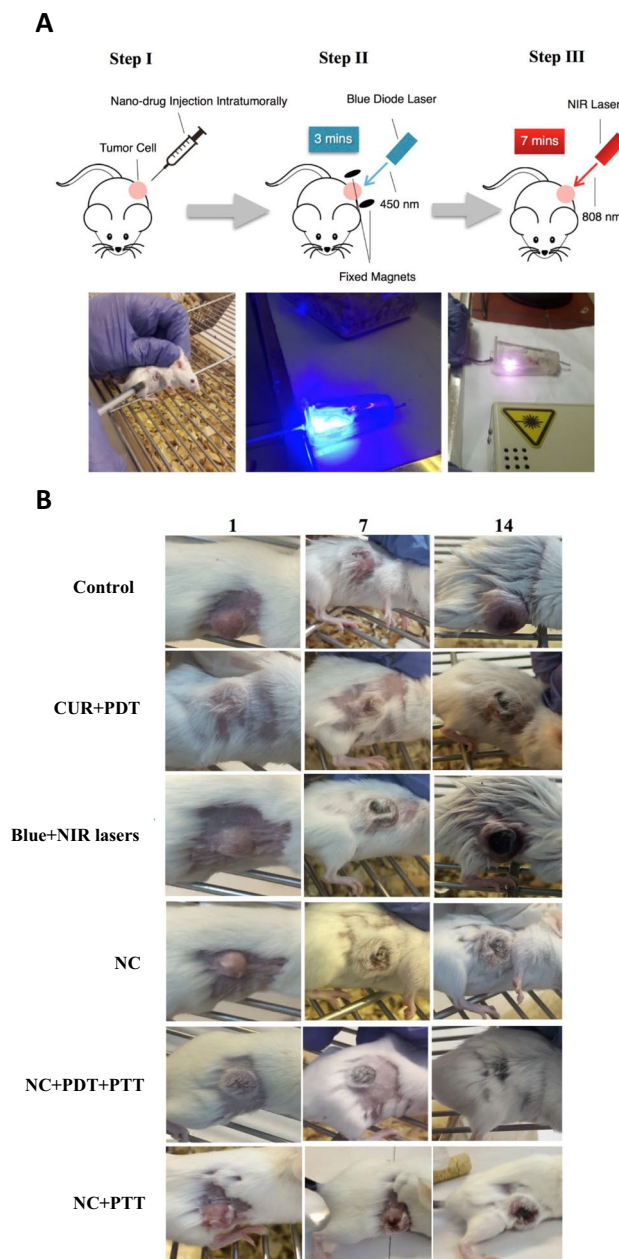 A
Step I
Step II
Step III
Nano-drug Injection Intratumorally
Tumor Cell
Blue Diode Laser
3 mins
450 nm
Fixed Magnets
NIR Laser
7 mins
808 nm
B
1 7 14
Control
CUR+PDT
Blue+NIR lasers
NC
NC+PDT+PTT
NC+PTT